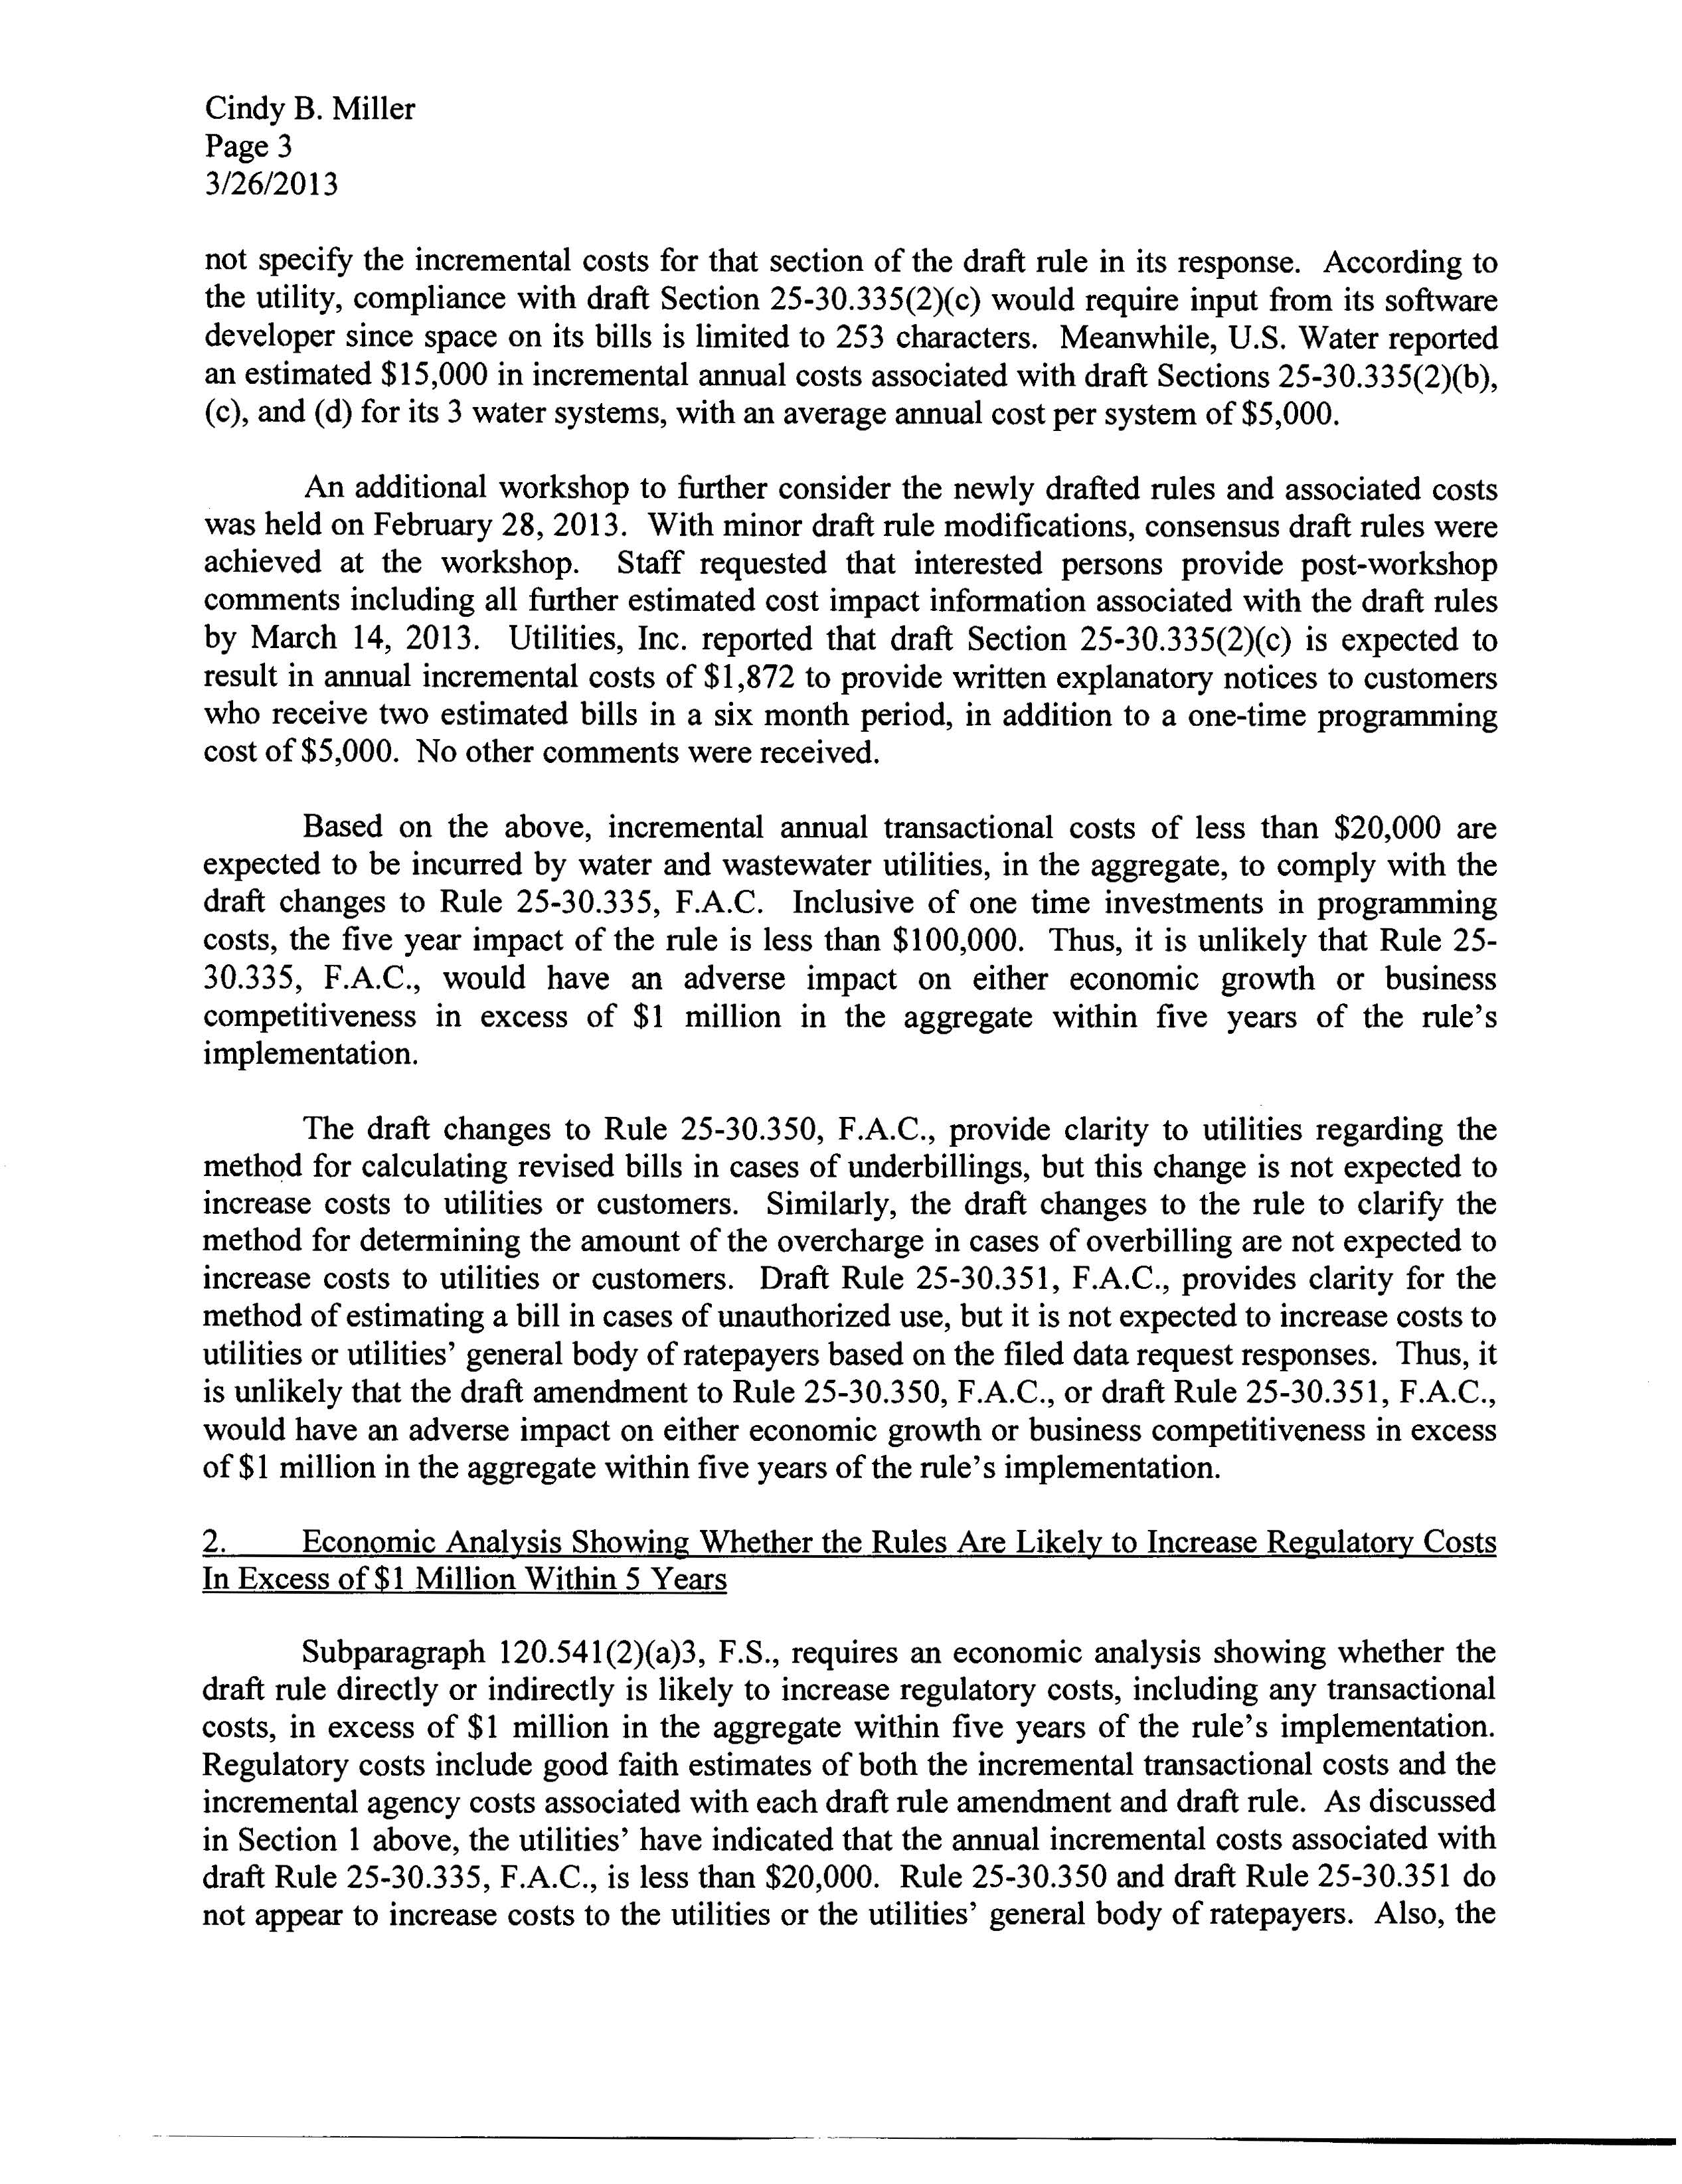 Cindy B. Miller
Page 3
3/26/2013
not specify the incremental costs for that section of the draft rule in its response. According to
the utility, compliance with draft Section 25-30.335(2)(c) would require input from its software
developer since space on its bills is limited to 253 characters. Meanwhile, U.S. Water reported
an estimated $15,000 in incremental annual costs associated with draft Sections 25-30.335(2)(b),
(c), and (d) for its 3 water systems, with an average annual cost per system of $5,000.
An additional workshop to further consider the newly drafted rules and associated costs
was held on February 28, 2013. With minor draft rule modifications, consensus draft rules were
achieved at the workshop. Staff requested that interested persons provide post-workshop
comments including all further estimated cost impact information associated with the draft rules
by March 14, 2013. Utilities, Inc. reported that draft Section 25-30.335(2)(c) is expected to
result in annual incremental costs of $1,872 to provide written explanatory notices to customers
who receive two estimated bills in a six month period, in addition to a one-time programming
cost of $5,000. No other comments were received.
Based on the above, incremental annual transactional costs of less than $20,000 are
expected to be incurred by water and wastewater utilities, in the aggregate, to comply with the
draft changes to Rule 25-30.335, F.A.C. Inclusive of one time investments in programming
costs, the five year impact of the rule is less than $100,000. Thus, it is unlikely that Rule 25-
30.335, F.A.C., would have an adverse impact on either economic growth or business
competitiveness in excess of $1 million in the aggregate within five years of the rule's
implementation.
The draft changes to Rule 25-30.350, F.A.C., provide clarity to utilities regarding the
method for calculating revised bills in cases of underbillings, but this change is not expected to
increase costs to utilities or customers. Similarly, the draft changes to the rule to clarify the
method for determining the amount of the overcharge in cases of overbilling are not expected to
increase costs to utilities or customers. Draft Rule 25-30.351, F.A.C., provides clarity for the
method of estimating a bill in cases of unauthorized use, but it is not expected to increase costs to
utilities or utilities' general body of ratepayers based on the filed data request responses. Thus, it
is unlikely that the draft amendment to Rule 25-30.350, F.A.C., or draft Rule 25-30.351, F.A.C.,
would have an adverse impact on either economic growth or business competitiveness in excess
of $1 million in the aggregate within five years of the rule's implementation.
2. Economic Analysis Showing Whether the Rules Are Likely to Increase Regulatory Costs
In Excess of $1 Million Within 5 Years
Subparagraph 120.541(2)(a)3, F.S., requires an economic analysis showing whether the
draft rule directly or indirectly is likely to increase regulatory costs, including any transactional
costs, in excess of $1 million in the aggregate within five years of the rule's implementation.
Regulatory costs include good faith estimates of both the incremental transactional costs and the
incremental agency costs associated with each draft rule amendment and draft rule. As discussed
in Section 1 above, the utilities' have indicated that the annual incremental costs associated with
draft Rule 25-30.335, F.A.C., is less than $20,000. Rule 25-30.350 and draft Rule 25-30.351 do
not appear to increase costs to the utilities or the utilities' general body of ratepayers. Also, the